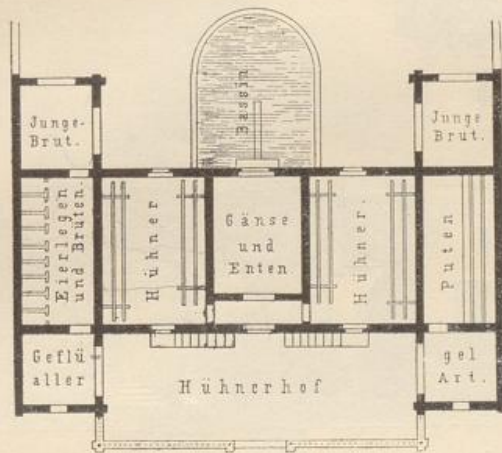 Bassin
Junge-
Brut.
Junge
Brut.
Eierlegen
und Brüten.
Hühner
Gänse
und
Enten
Hühner.
Puten
Geflü
aller
gel
Art.
Hühnerhof